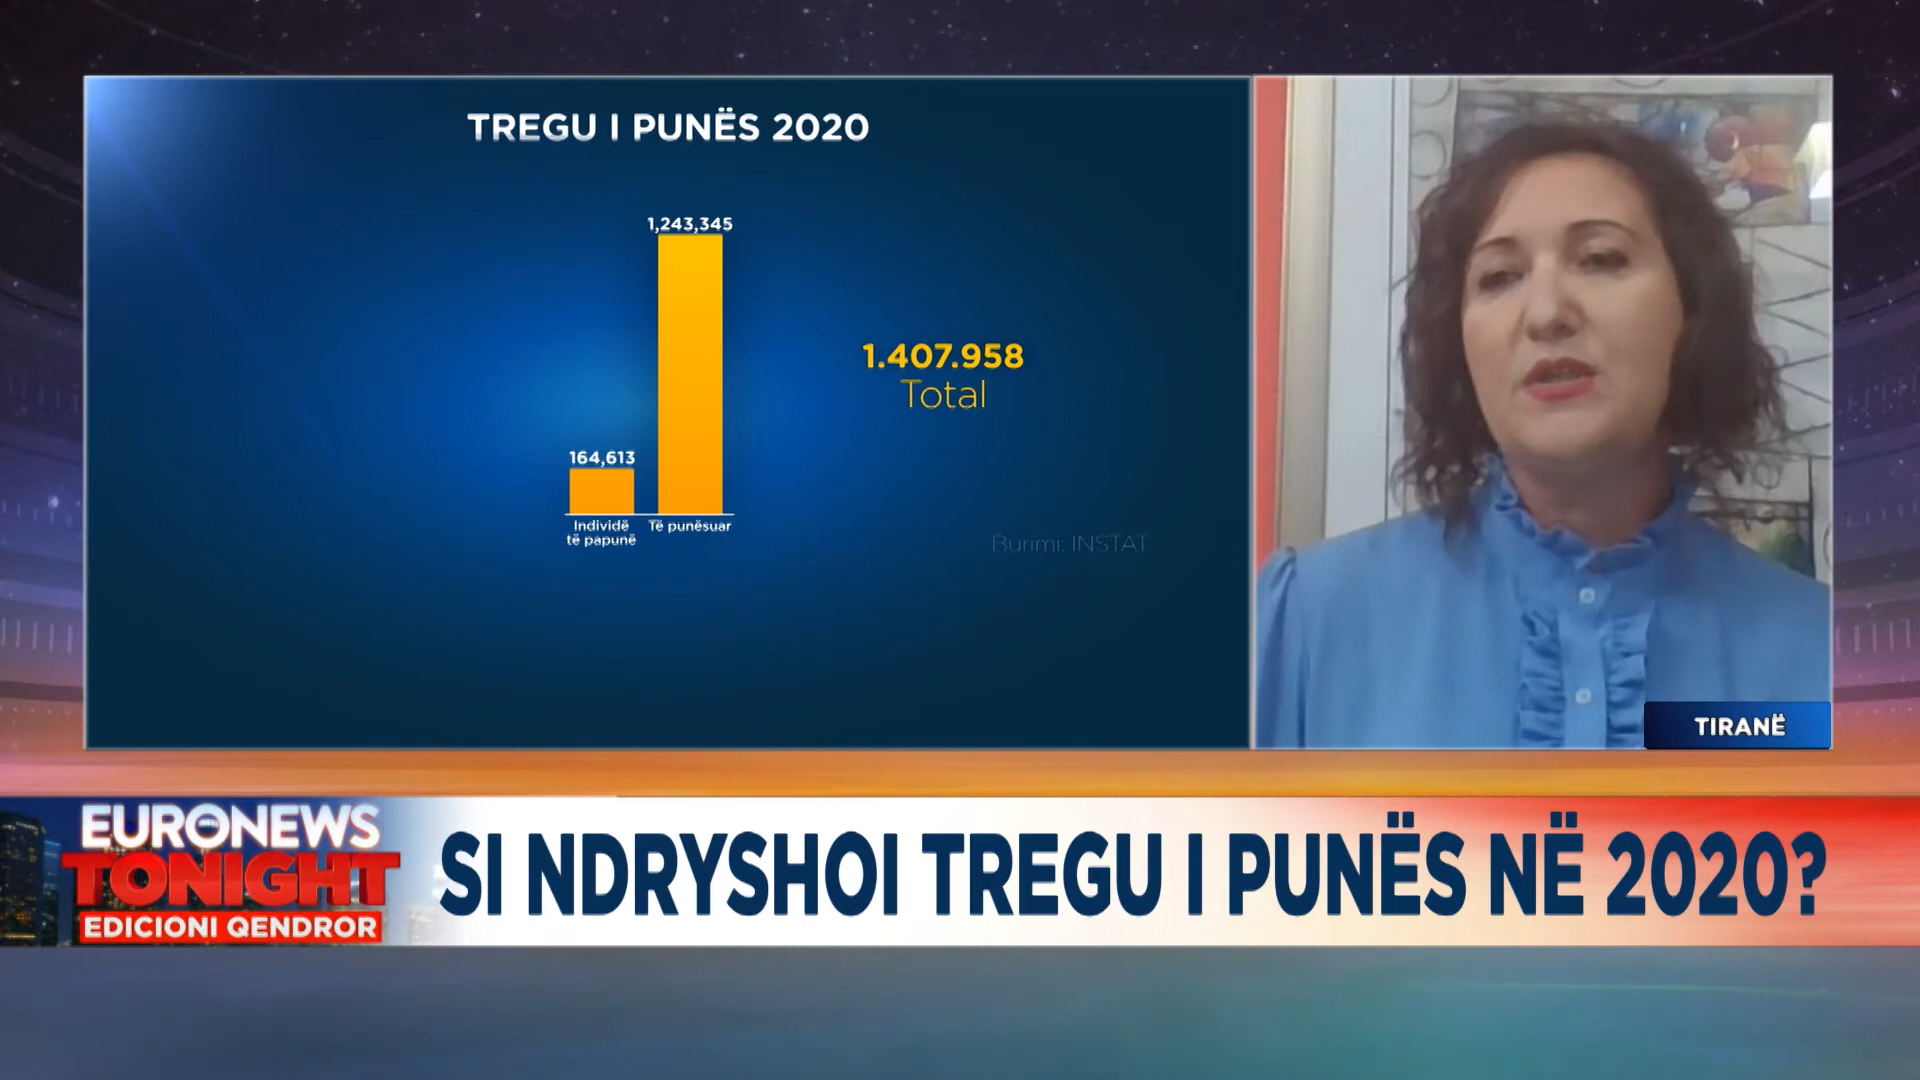 TREGU I PUNËS 2020
1,243,345
164,613
Individë
të papunë
Të punësuar
1.407.958
Total
Burimi: INSTAT
TIRANË
EURONEWS
TONIGHT
EDICIONI QENDROR
SI NDRYSHOI TREGU I PUNËS NË 2020?